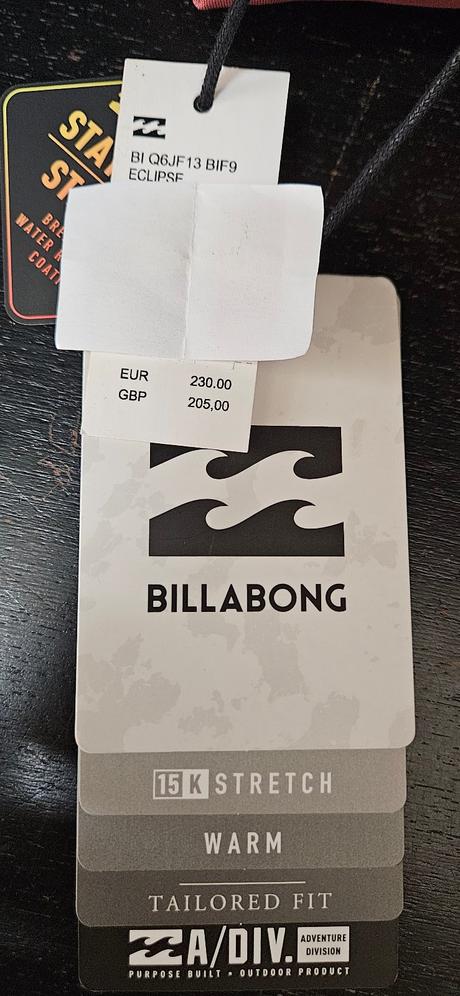 BI Q6JF13 BIF9
ECLIPSE
EUR 230.00
GBP 205,00
BILLABONG
15K STRETCH
WARM
TAILORED FIT
A/DIV. ADVENTURE
DIVISION
PURPOSE BUILT • OUTDOOR PRODUCT
WATER